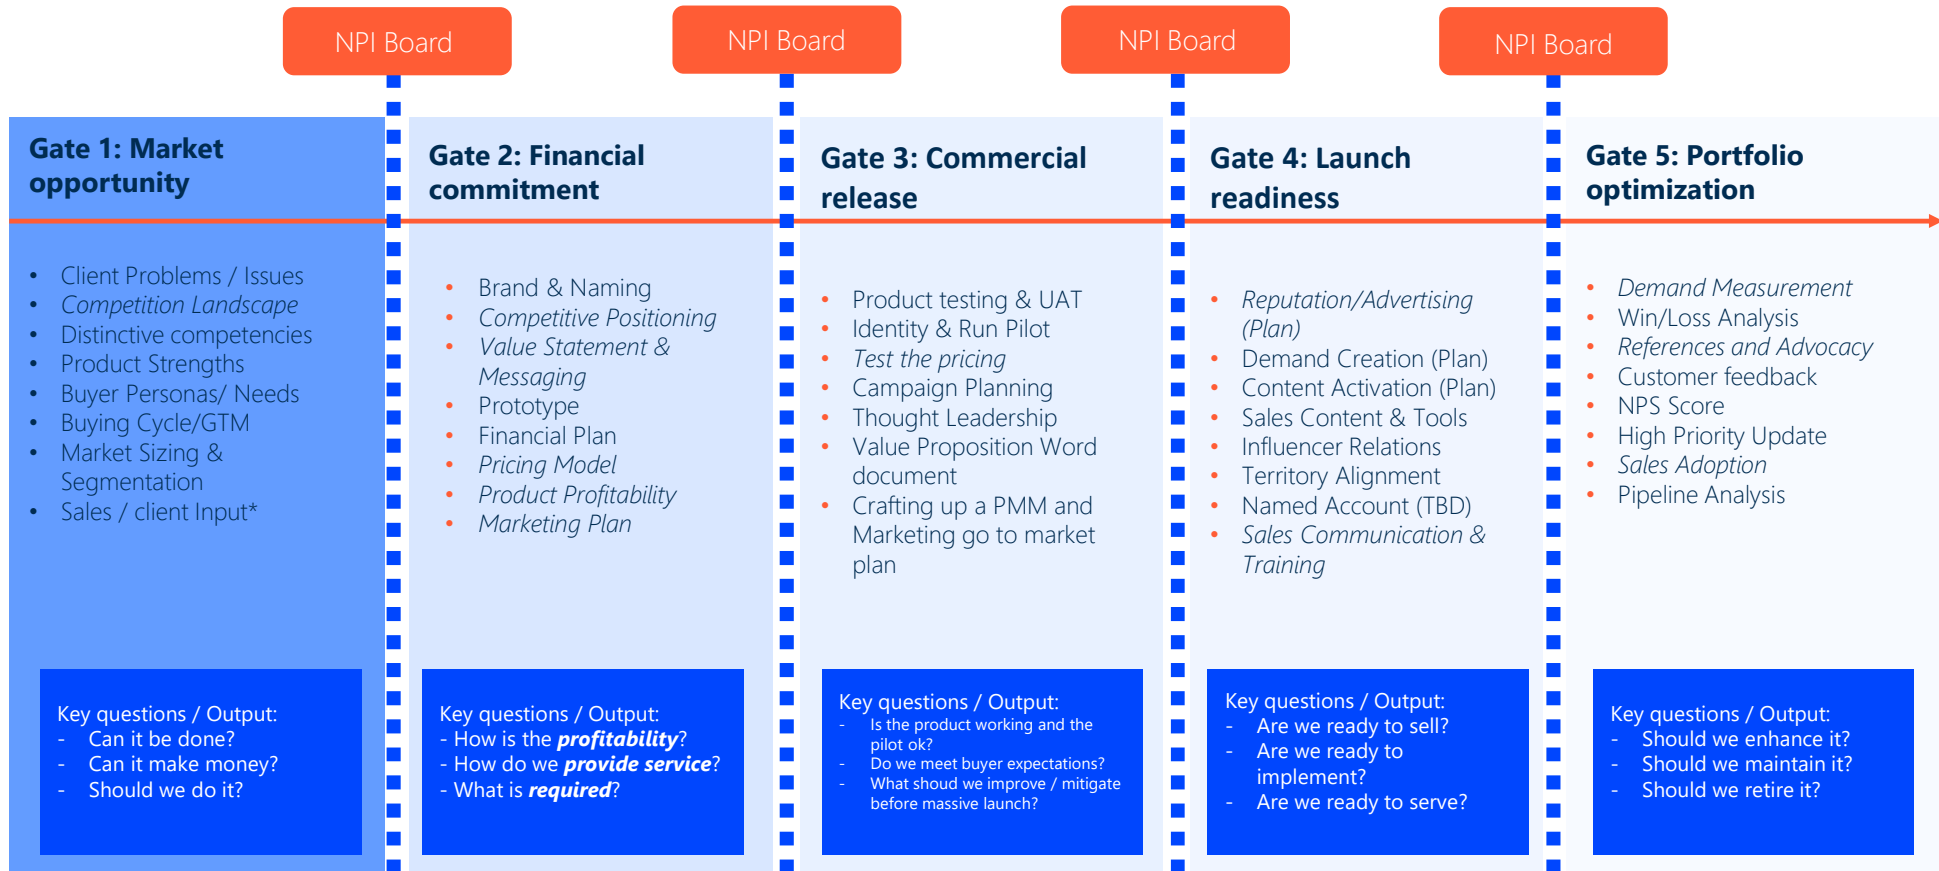 NPI Board
NPI Board
NPI Board
NPI Board
Gate 1: Market
opportunity
• Client Problems / Issues
• Competition Landscape
• Distinctive competencies
• Product Strengths
• Buyer Personas/ Needs
• Buying Cycle/GTM
• Market Sizing &
Segmentation
• Sales / client Input*
Key questions / Output:
- Can it be done?
- Can it make money?
- Should we do it?
Gate 2: Financial
commitment
• Brand & Naming
• Competitive Positioning
• Value Statement &
Messaging
• Prototype
• Financial Plan
• Pricing Model
• Product Profitability
• Marketing Plan
Key questions / Output:
- How is the profitability?
- How do we provide service?
- What is required?
Gate 3: Commercial
release
• Product testing & UAT
• Identity & Run Pilot
• Test the pricing
• Campaign Planning
• Thought Leadership
• Value Proposition Word
document
• Crafting up a PMM and
Marketing go to market
plan
Key questions / Output:
- Is the product working and the
pilot ok?
- Do we meet buyer expectations?
- What shoud we improve / mitigate
before massive launch?
Gate 4: Launch
readiness
• Reputation/Advertising
(Plan)
• Demand Creation (Plan)
• Content Activation (Plan)
• Sales Content & Tools
• Influencer Relations
• Territory Alignment
• Named Account (TBD)
• Sales Communication &
Training
Key questions / Output:
- Are we ready to sell?
- Are we ready to
implement?
- Are we ready to serve?
Gate 5: Portfolio
optimization
• Demand Measurement
• Win/Loss Analysis
• References and Advocacy
• Customer feedback
• NPS Score
• High Priority Update
• Sales Adoption
• Pipeline Analysis
Key questions / Output:
- Should we enhance it?
- Should we maintain it?
- Should we retire it?